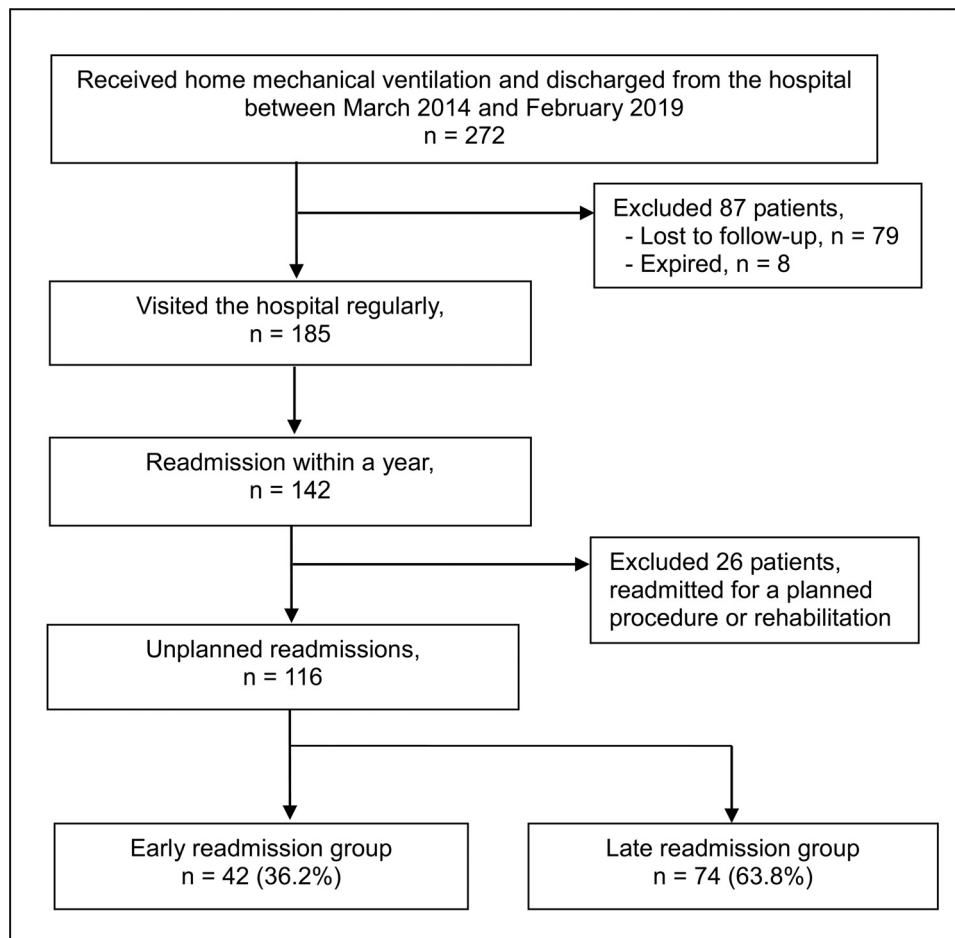 Received home mechanical ventilation and discharged from the hospital
between March 2014 and February 2019
n = 272
Excluded 87 patients,
- Lost to follow-up, n = 79
- Expired, n = 8
Visited the hospital regularly,
n = 185
Readmission within a year,
n = 142
Excluded 26 patients,
readmitted for a planned
procedure or rehabilitation
Unplanned readmissions,
n = 116
Early readmission group
n = 42 (36.2%)
Late readmission group
n = 74 (63.8%)